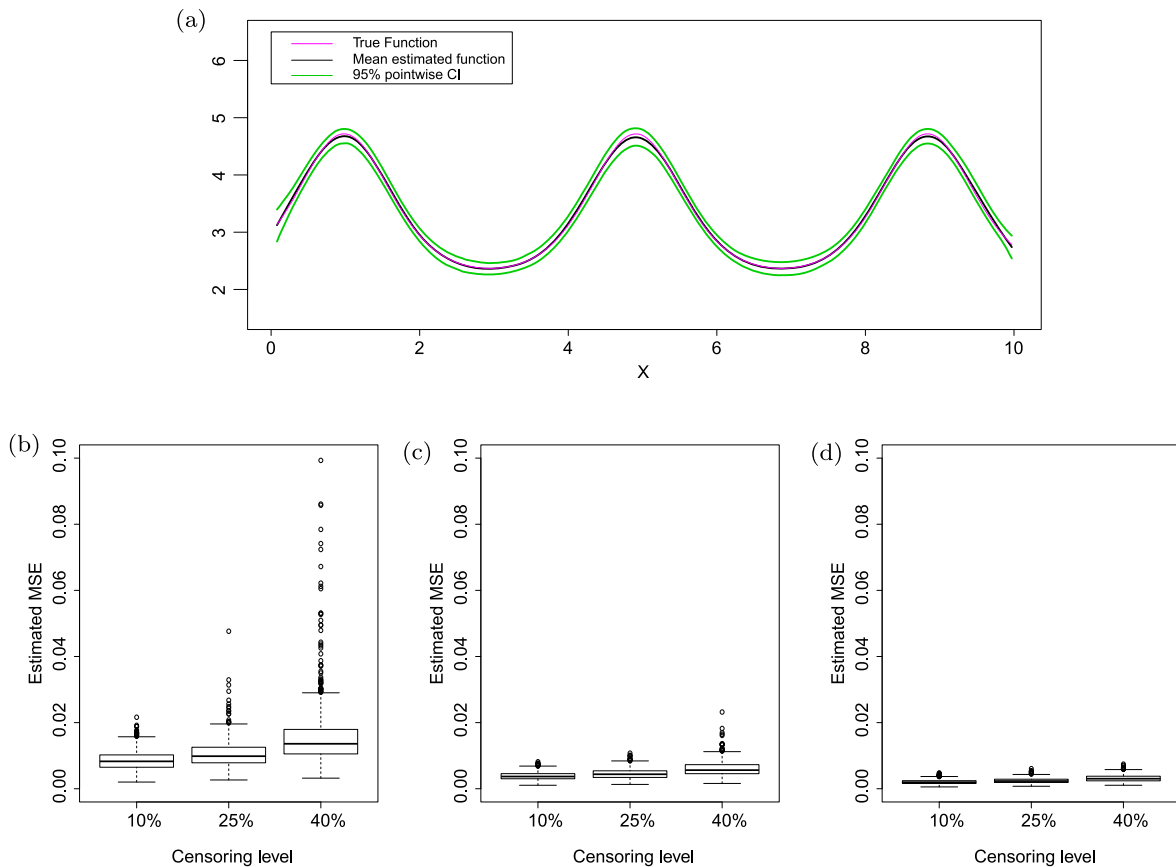 (a)
True Function
Mean estimated function
95% pointwise CI
6
5
4
3
2
0 2 4 6 8 10
X
(b)
0.10
0.08
0.06
0.04
0.02
0.00
Estimated MSE
10% 25% 40%
Censoring level
(c)
0.10
0.08
0.06
0.04
0.02
0.00
Estimated MSE
10% 25% 40%
Censoring level
(d)
0.10
0.08
0.06
0.04
0.02
0.00
Estimated MSE
10% 25% 40%
Censoring level